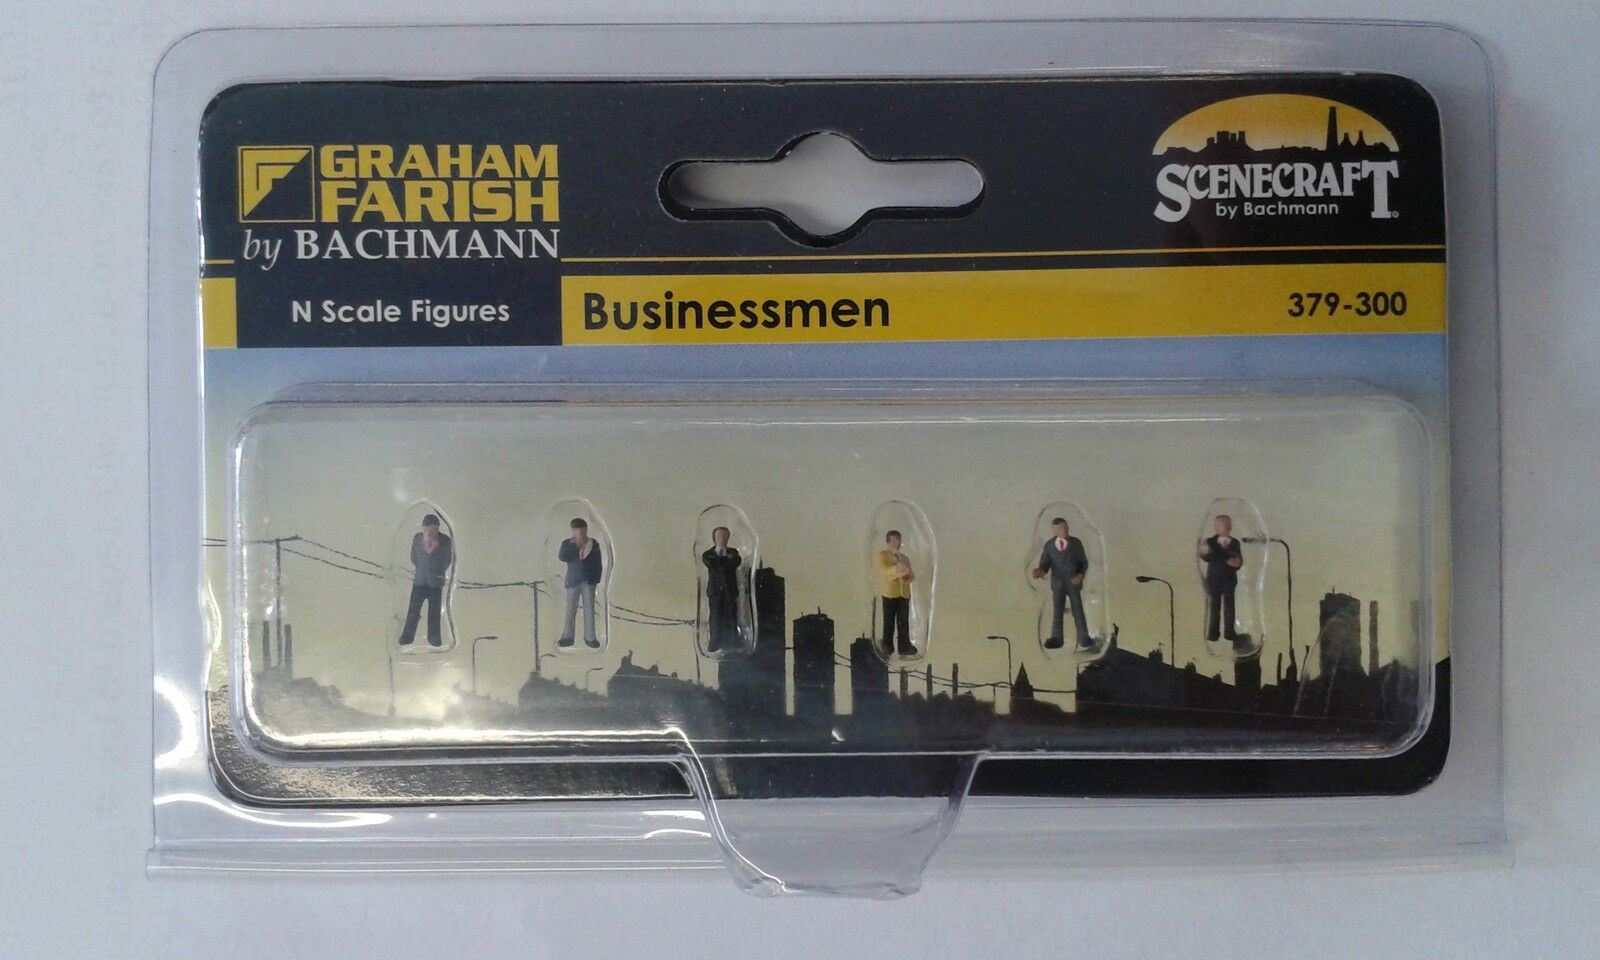 GRAHAM
FARISH
by BACHMANN
SCENECRAFT
by Bachmann
N Scale Figures
Businessmen
379-300